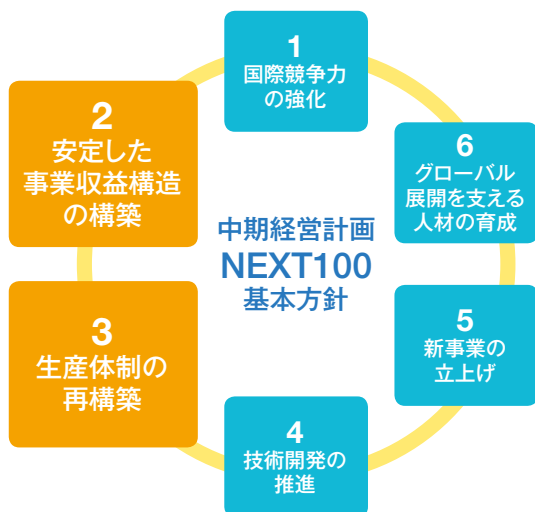 1
国際競争力
の強化
2
安定した
事業収益構造
の構築
3
生産体制の
再構築
4
技術開発の
推進
5
新事業の
立上げ
6
グローバル
展開を支える
人材の育成
中期経営計画
NEXT100
基本方針